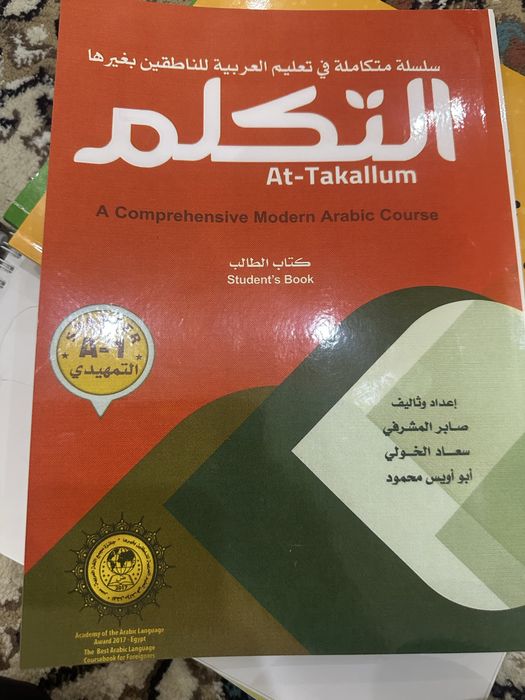 سلسلة متكاملة في تعليم العربية للناطقين بغيرها
التكلم
At-Takallum
A Comprehensive Modern Arabic Course
كتاب الطالب
Student's Book
A-1
التمهيدي
إعداد وتأليف
صابر المشرفي
سعاد الخولي
أبو أويس محمود
2017
Academy of the Arabic Language
Award 2017 - Egypt
The Best Arabic Language
Coursebook for Foreigners